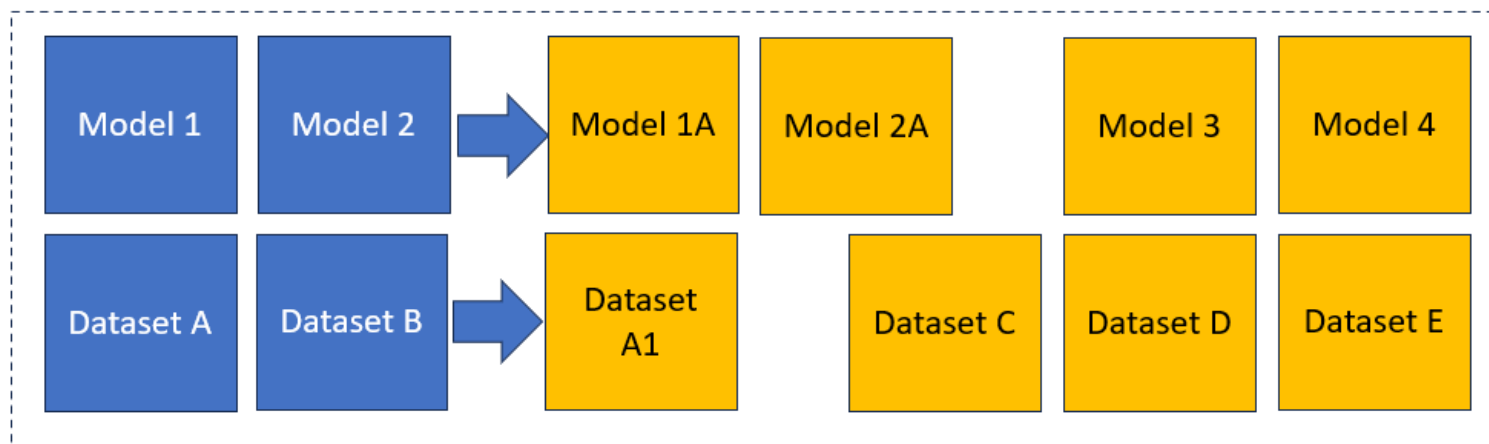 Model 1
Model 2
Model 1A
Model 2A
Model 3
Model 4
Dataset A
Dataset B
Dataset
A1
Dataset C
Dataset D
Dataset E